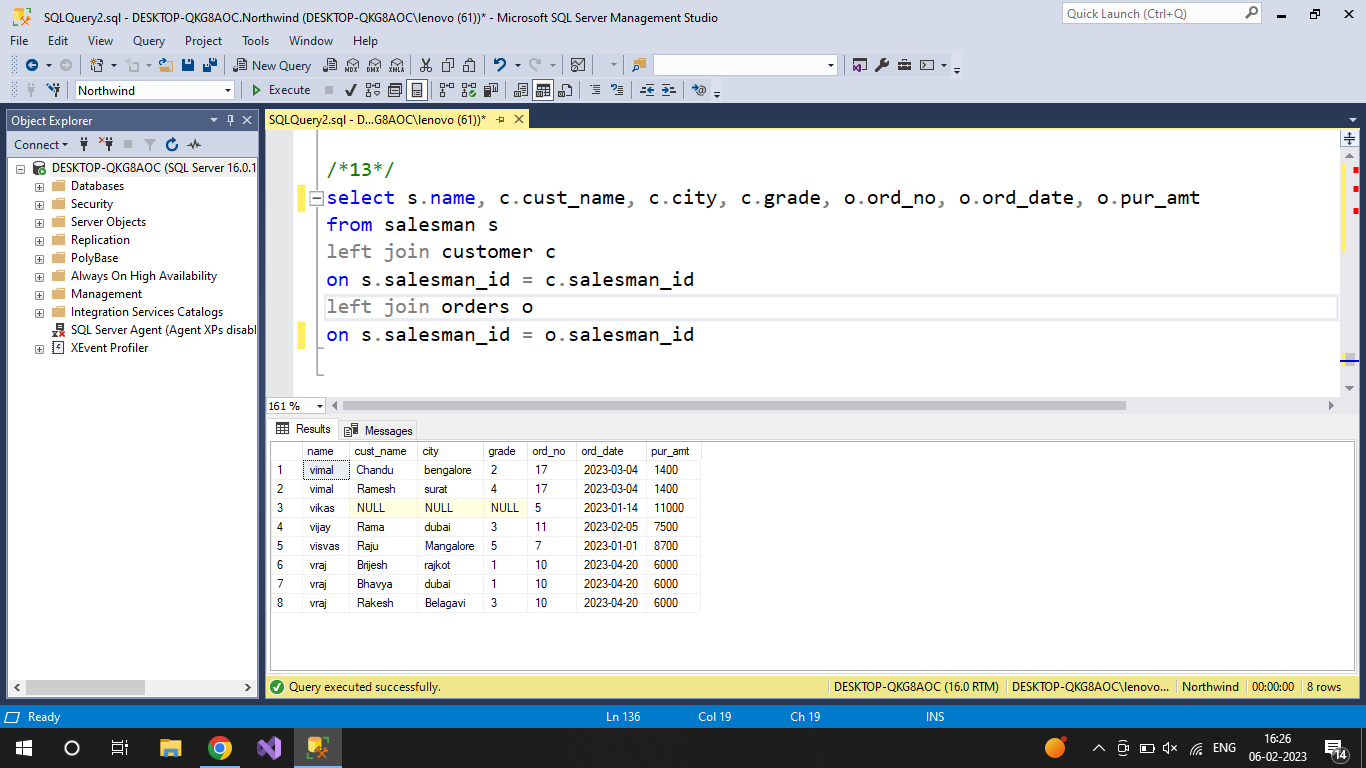 SQLQuery2.sql - DESKTOP-QKG8AOC.Northwind (DESKTOP-QKG8AOC\lenovo (61))* - Microsoft SQL Server Management Studio
Quick Launch (Ctrl+Q)
File Edit View Query Project Tools Window Help
New Query MDX DMX XMLA
Northwind Execute
Object Explorer
SQLQuery2.sql - D...G8AOC\lenovo (61))*
Connect
DESKTOP-QKG8AOC (SQL Server 16.0.1
Databases
Security
Server Objects
Replication
PolyBase
Always On High Availability
Management
Integration Services Catalogs
SQL Server Agent (Agent XPs disabl
XEvent Profiler
/*13*/
select s.name, c.cust_name, c.city, c.grade, o.ord_no, o.ord_date, o.pur_amt
from salesman s
left join customer c
on s.salesman_id = c.salesman_id
left join orders o
on s.salesman_id = o.salesman_id
161 %
Results Messages
name cust_name city grade ord_no ord_date pur_amt
1 vimal Chandu bengalore 2 17 2023-03-04 1400
2 vimal Ramesh surat 4 17 2023-03-04 1400
3 vikas NULL NULL NULL 5 2023-01-14 11000
4 vijay Rama dubai 3 11 2023-02-05 7500
5 visvas Raju Mangalore 5 7 2023-01-01 8700
6 vraj Brijesh rajkot 1 10 2023-04-20 6000
7 vraj Bhavya dubai 1 10 2023-04-20 6000
8 vraj Rakesh Belagavi 3 10 2023-04-20 6000
Query executed successfully. DESKTOP-QKG8AOC (16.0 RTM) DESKTOP-QKG8AOC\lenovo... Northwind 00:00:00 8 rows
Ready Ln 136 Col 19 Ch 19 INS
ENG 16:26
06-02-2023 14